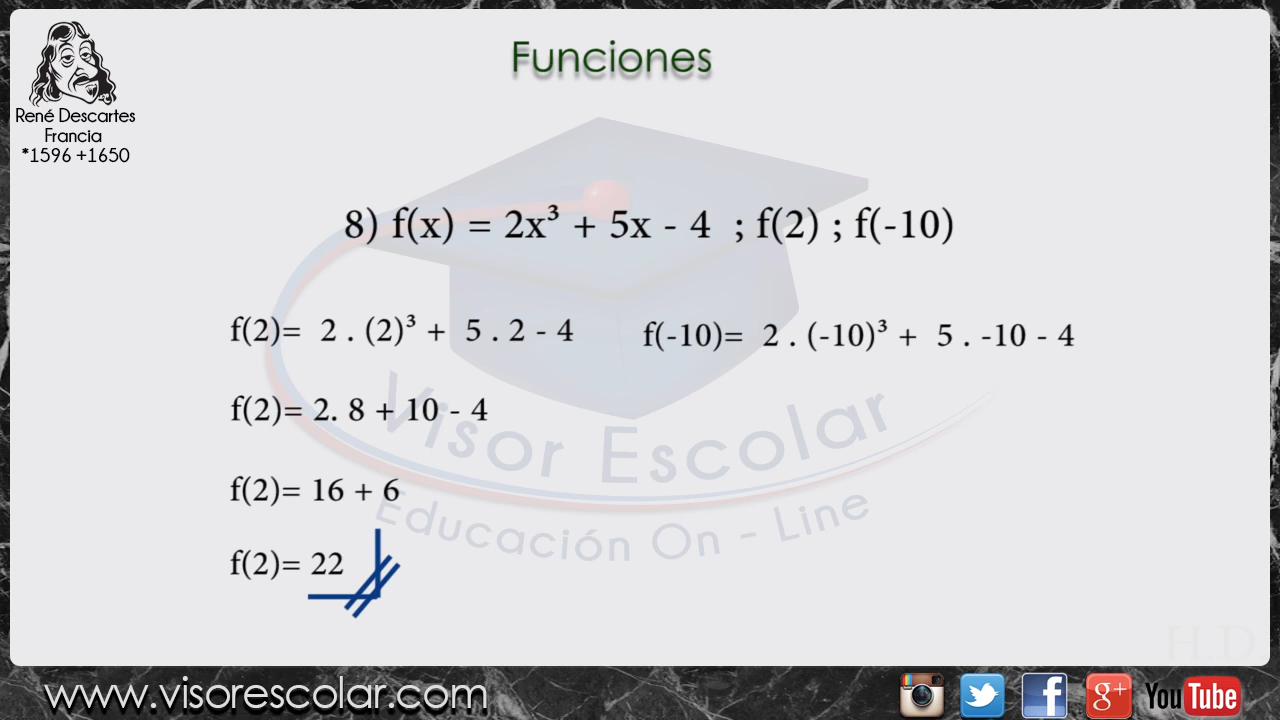 Funciones
René Descartes
Francia
*1596 +1650
8) f(x) = 2x³ + 5x - 4 ; f(2) ; f(-10)
f(2)= 2 . (2)³ + 5 . 2 - 4
f(-10)= 2 . (-10)³ + 5 . -10 - 4
f(2)= 2. 8 + 10 - 4
f(2)= 16 + 6
f(2)= 22
Visor Escolar
Educación On - Line
H.D
www.visorescolar.com
f
g+
YouTube